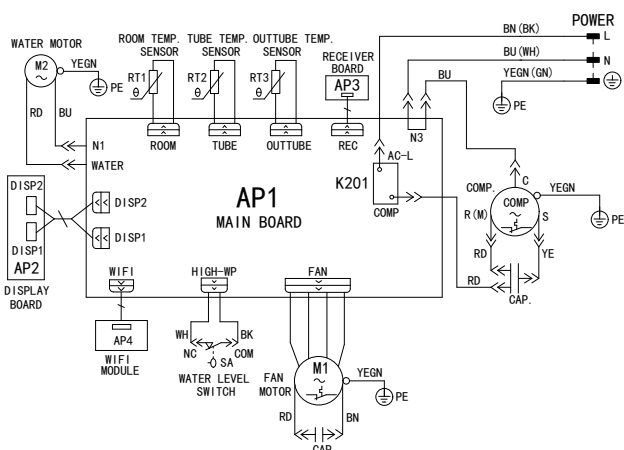 POWER
BN(BK)
L
BU(WH)
N
YEGN(GN)
PE
WATER MOTOR
M2
YEGN
PE
RD
BU
ROOM TEMP. SENSOR
TUBE TEMP. SENSOR
OUTTUBE TEMP. SENSOR
RT1
θ
RT2
θ
RT3
θ
RECEIVER BOARD
AP3
ROOM
TUBE
OUTTUBE
REC
N3
BU
N1
WATER
AC-L
K201
COMP
AP1
MAIN BOARD
DISP2
DISP1
AP2
DISPLAY BOARD
DISP2
DISP1
COMP.
C
COMP
YEGN
PE
R(M)
S
RD
YE
RD
CAP.
WIFI
HIGH-WP
FAN
AP4
WIFI MODULE
WH
BK
NC
COM
SA
WATER LEVEL SWITCH
M1
FAN MOTOR
YEGN
PE
RD
BN
CAP.